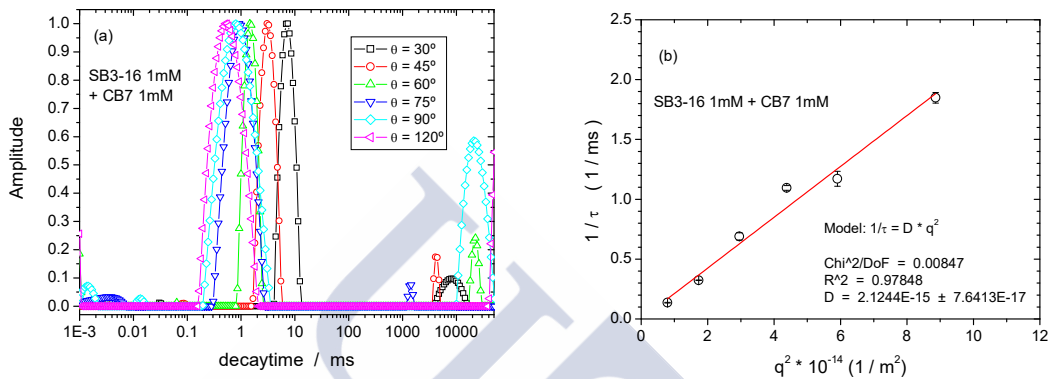 (a)
SB3-16 1mM
+ CB7 1mM
θ = 30º
θ = 45º
θ = 60º
θ = 75º
θ = 90º
θ = 120º
1.0
0.9
0.8
0.7
0.6
0.5
0.4
0.3
0.2
0.1
0.0
Amplitude
1E-3 0.01 0.1 1 10 100 1000 10000
decaytime / ms
(b)
SB3-16 1mM + CB7 1mM
2.5
2.0
1.5
1.0
0.5
0.0
1 / τ ( 1 / ms )
Model: 1/τ = D * q²
Chi^2/DoF = 0.00847
R^2 = 0.97848
D = 2.1244E-15 ± 7.6413E-17
0 2 4 6 8 10
q² * 10⁻¹⁴ (1 / m²)